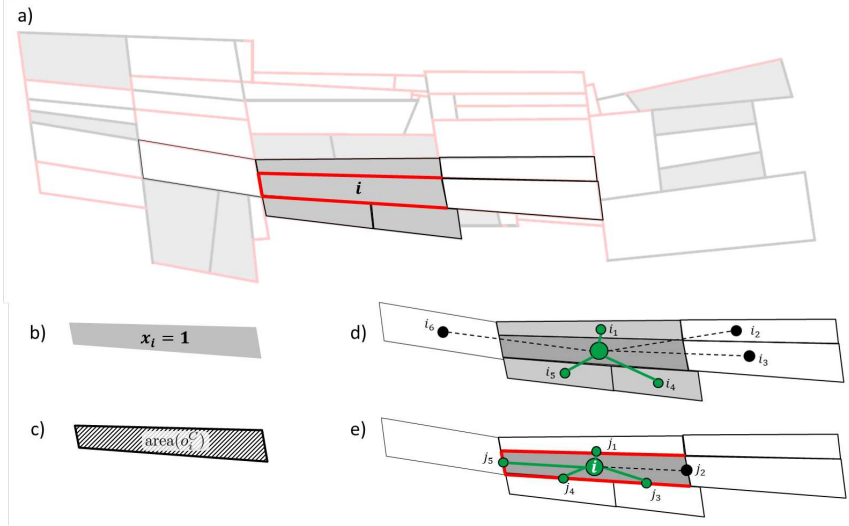 a)
i
b)
x_i = 1
c)
area(o_i^C)
d)
i_6
i_1
i_2
i_3
i_5
i_4
e)
j_1
j_5
i
j_2
j_4
j_3